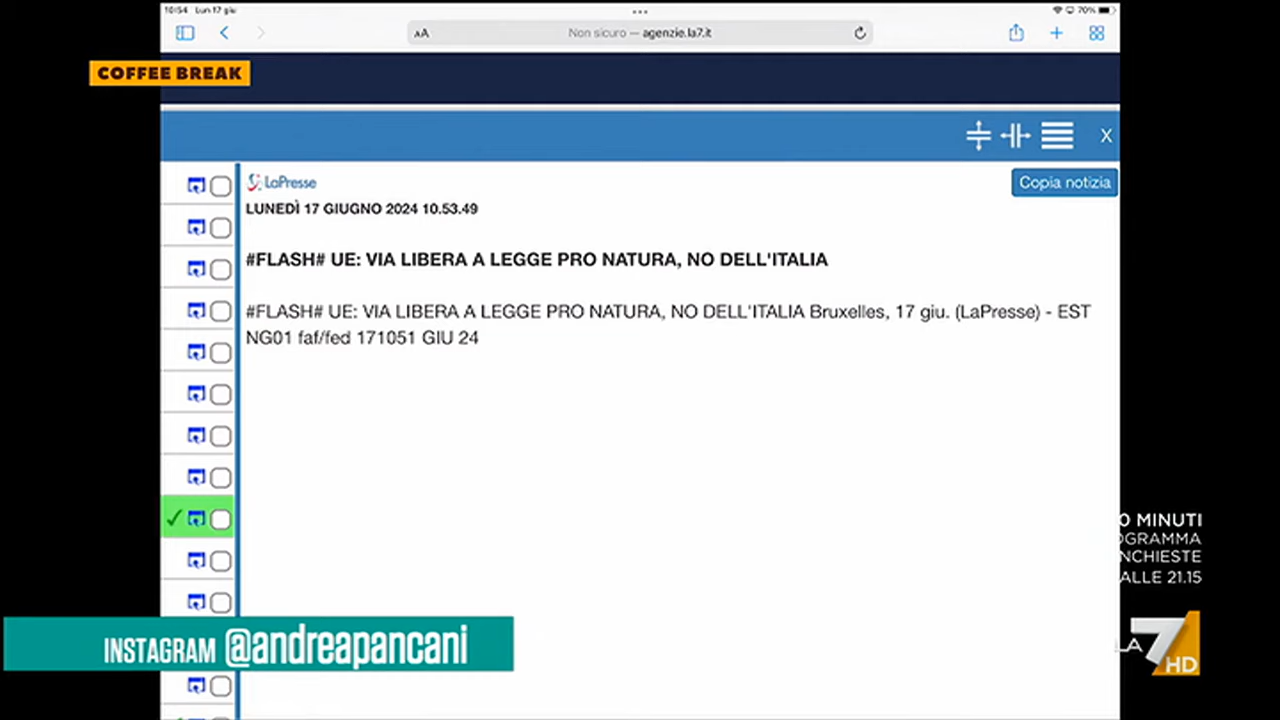 10:54 Lun 17 giu
70%
AA
Non sicuro — agenzie.la7.it
COFFEE BREAK
X
LaPresse
Copia notizia
LUNEDÌ 17 GIUGNO 2024 10.53.49
#FLASH# UE: VIA LIBERA A LEGGE PRO NATURA, NO DELL'ITALIA
#FLASH# UE: VIA LIBERA A LEGGE PRO NATURA, NO DELL'ITALIA Bruxelles, 17 giu. (LaPresse) - EST
NG01 faf/fed 171051 GIU 24
0 MINUTI
OGRAMMA
NCHIESTE
ALLE 21.15
INSTAGRAM @andreapancani
LA 7 HD